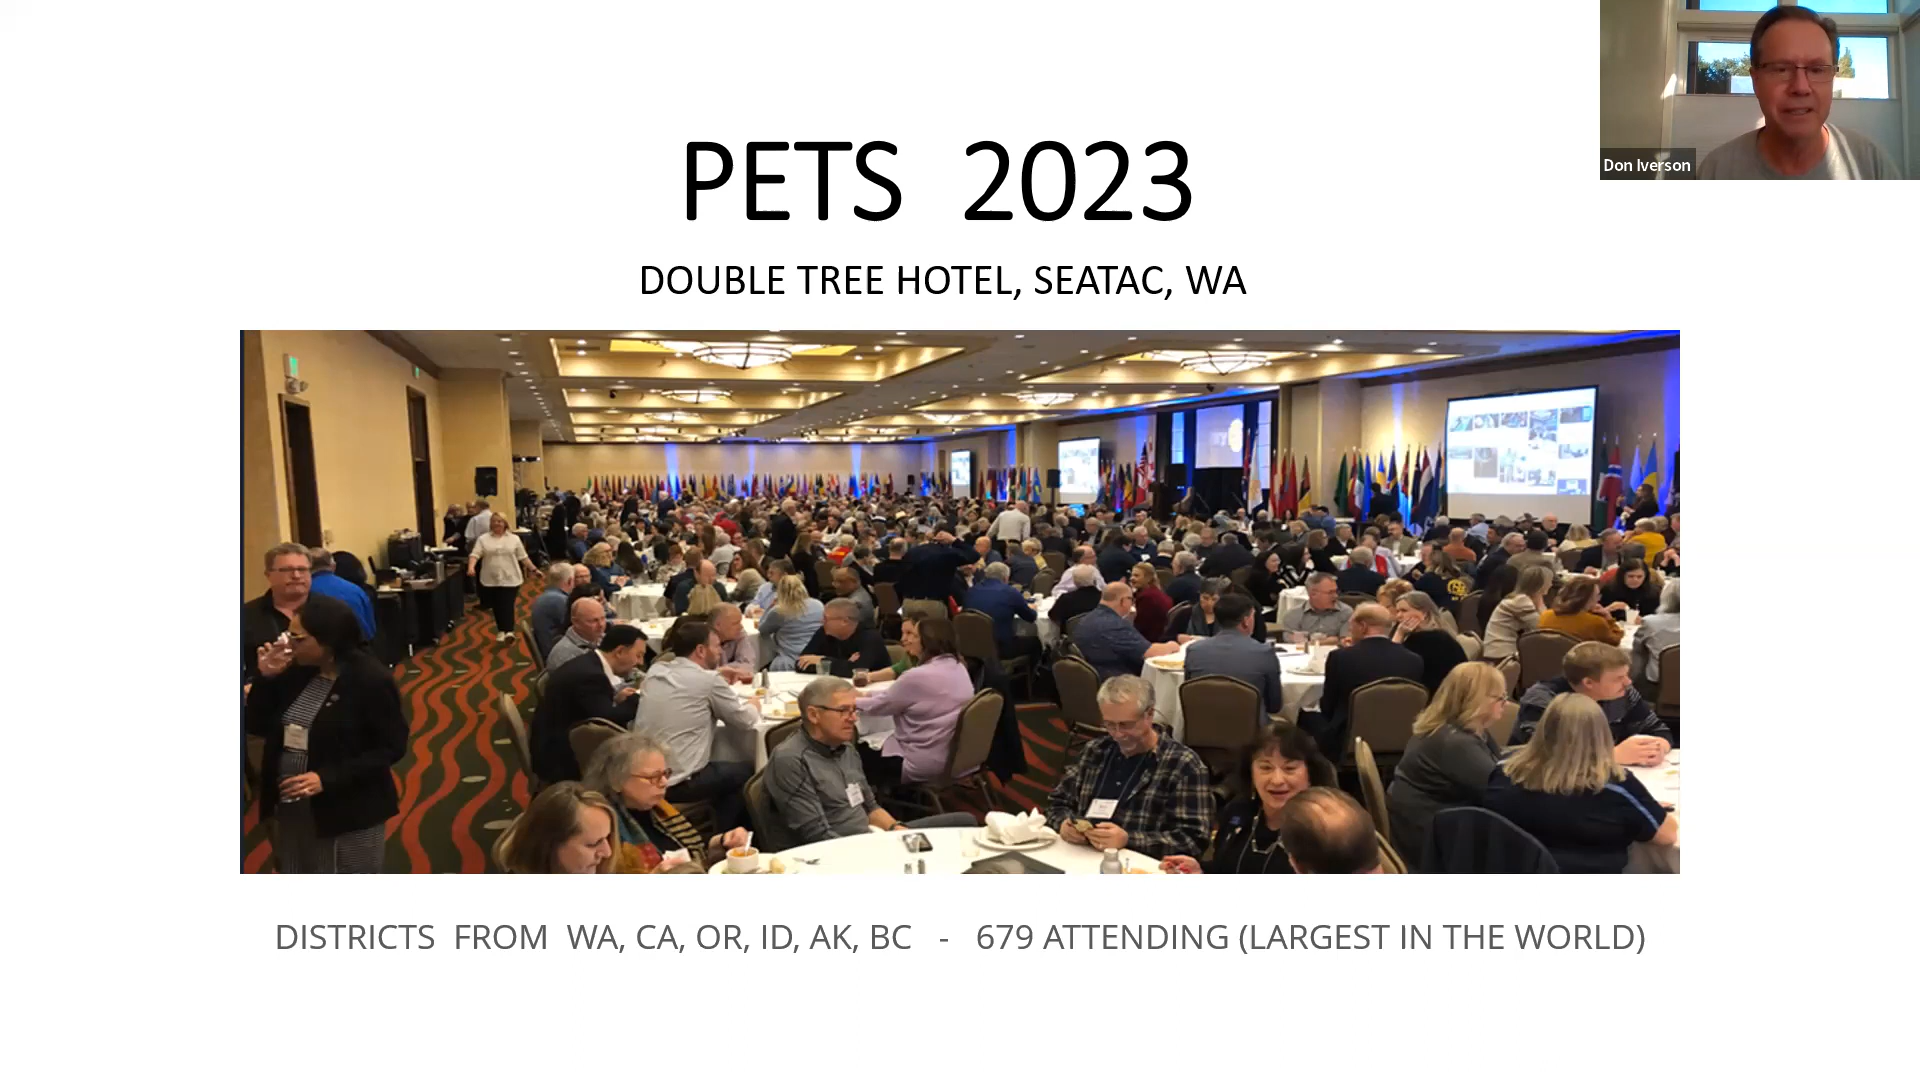 PETS 2023
DOUBLE TREE HOTEL, SEATAC, WA
Don Iverson
DISTRICTS FROM WA, CA, OR, ID, AK, BC - 679 ATTENDING (LARGEST IN THE WORLD)